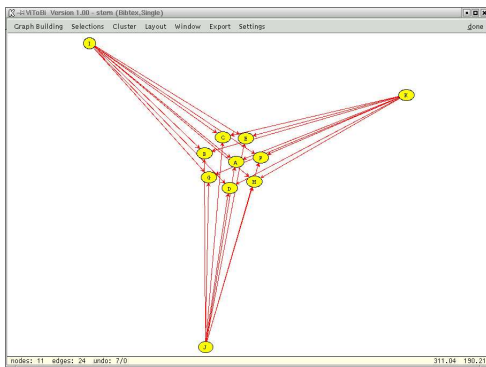 ViToBi Version 1.00 - stem (Bibtex,Single)
Graph Building Selections Cluster Layout Window Export Settings done
I
K
C E
B A F
G D H
J
nodes: 11 edges: 24 undo: 7/0 311.04 190.21